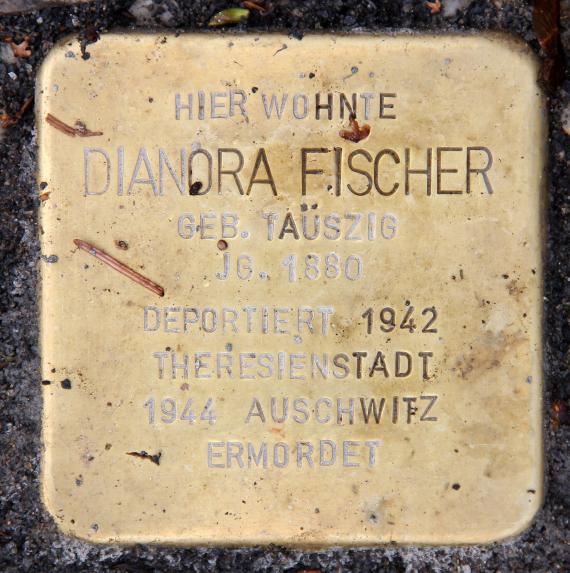 HIER WOHNTE
DIANORA FISCHER
GEB. TAUSZIG
JG. 1880
DEPORTIERT 1942
THERESIENSTADT
1944 AUSCHWITZ
ERMORDET